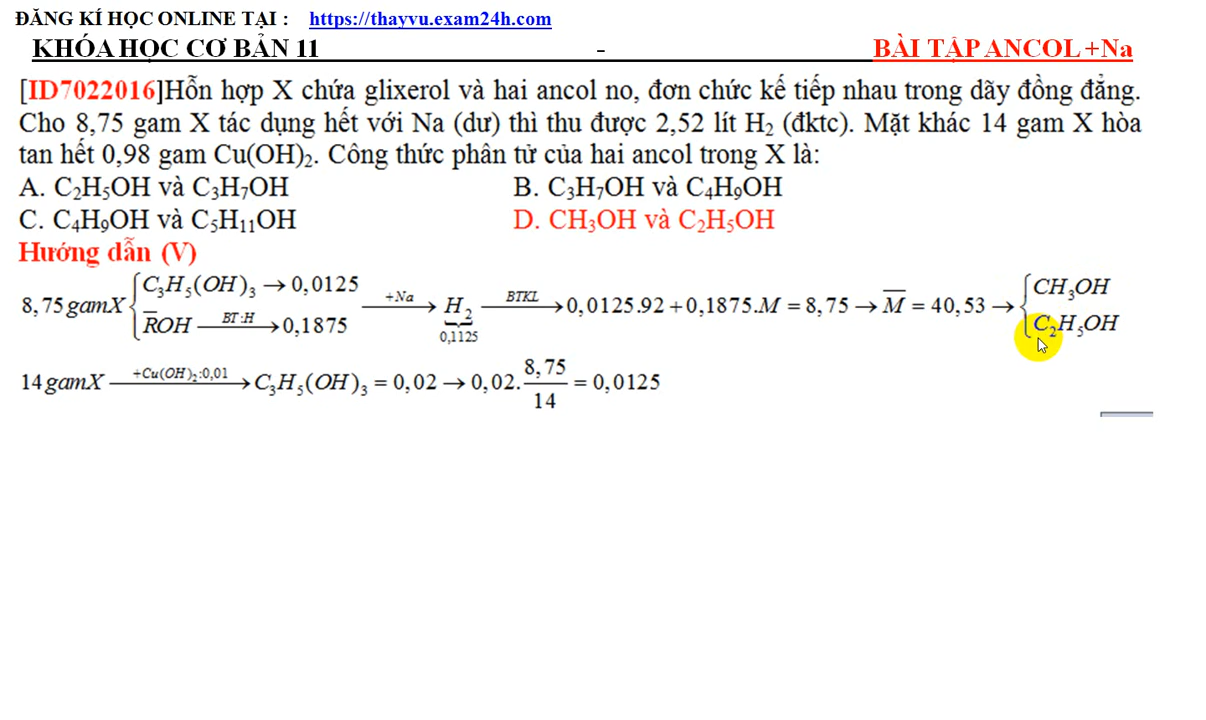 ĐĂNG KÍ HỌC ONLINE TẠI : https://thayvu.exam24h.com
KHÓA HỌC CƠ BẢN 11 - BÀI TẬP ANCOL +Na
[ID7022016]Hỗn hợp X chứa glixerol và hai ancol no, đơn chức kế tiếp nhau trong dãy đồng đẳng.
Cho 8,75 gam X tác dụng hết với Na (dư) thì thu được 2,52 lít H₂ (đktc). Mặt khác 14 gam X hòa
tan hết 0,98 gam Cu(OH)₂. Công thức phân tử của hai ancol trong X là:
A. C₂H₅OH và C₃H₇OH B. C₃H₇OH và C₄H₉OH
C. C₄H₉OH và C₅H₁₁OH D. CH₃OH và C₂H₅OH
Hướng dẫn (V)
8,75gamX { C₃H₅(OH)₃ → 0,0125
R̅OH —BT:H→ 0,1875 —+Na→ H₂ 0,1125 —BTKL→ 0,0125.92+0,1875.M = 8,75 → M̅ = 40,53 → { CH₃OH
C₂H₅OH
14gamX —+Cu(OH)₂:0,01→ C₃H₅(OH)₃ = 0,02 → 0,02. 8,75/14 = 0,0125